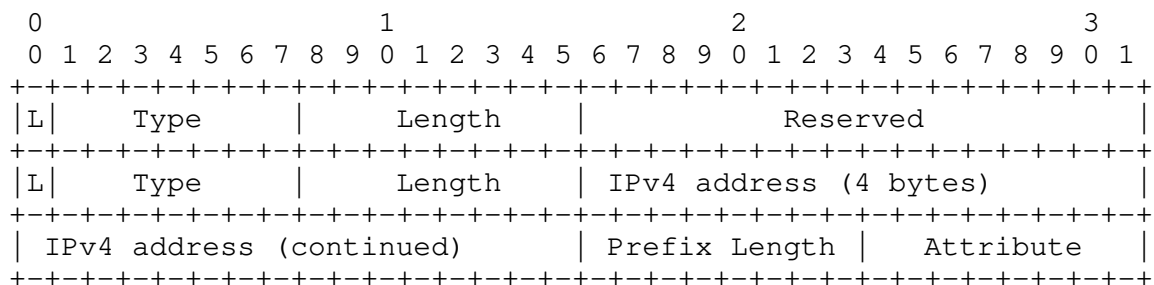 0                   1                   2                   3
 0 1 2 3 4 5 6 7 8 9 0 1 2 3 4 5 6 7 8 9 0 1 2 3 4 5 6 7 8 9 0 1
+-+-+-+-+-+-+-+-+-+-+-+-+-+-+-+-+-+-+-+-+-+-+-+-+-+-+-+-+-+-+-+-+
|L|    Type     |     Length    |           Reserved            |
+-+-+-+-+-+-+-+-+-+-+-+-+-+-+-+-+-+-+-+-+-+-+-+-+-+-+-+-+-+-+-+-+
|L|    Type     |     Length    | IPv4 address (4 bytes)        |
+-+-+-+-+-+-+-+-+-+-+-+-+-+-+-+-+-+-+-+-+-+-+-+-+-+-+-+-+-+-+-+-+
| IPv4 address (continued)      | Prefix Length |   Attribute   |
+-+-+-+-+-+-+-+-+-+-+-+-+-+-+-+-+-+-+-+-+-+-+-+-+-+-+-+-+-+-+-+-+